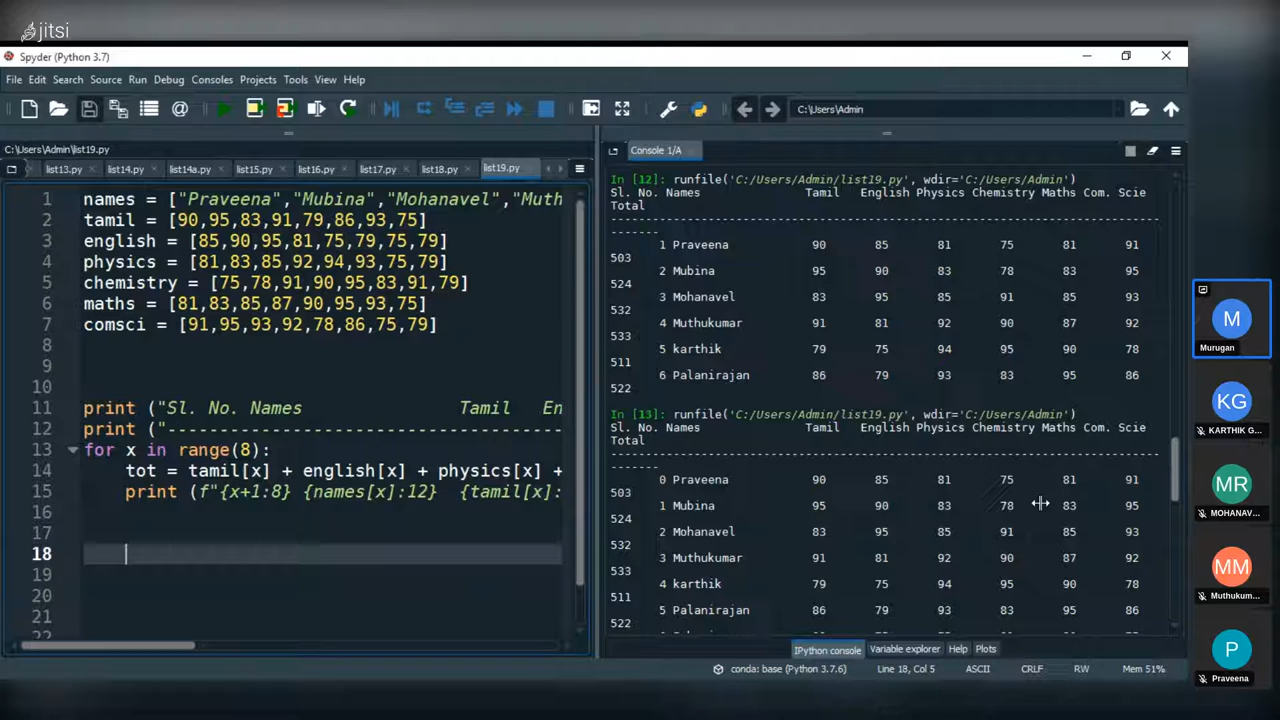 jitsi
Spyder (Python 3.7)
File Edit Search Source Run Debug Consoles Projects Tools View Help
C:\Users\Admin
C:\Users\Admin\list19.py
list13.py list14.py list14a.py list15.py list16.py list17.py list18.py list19.py
1 names = ["Praveena","Mubina","Mohanavel","Muth
2 tamil = [90,95,83,91,79,86,93,75]
3 english = [85,90,95,81,75,79,75,79]
4 physics = [81,83,85,92,94,93,75,79]
5 chemistry = [75,78,91,90,95,83,91,79]
6 maths = [81,83,85,87,90,95,93,75]
7 comsci = [91,95,93,92,78,86,75,79]
8
9
10
11 print ("Sl. No. Names Tamil En
12 print ("--------------------------------------
13 for x in range(8):
14 tot = tamil[x] + english[x] + physics[x] +
15 print (f"{x+1:8} {names[x]:12} {tamil[x]:
16
17
18
19
20
21
22
Console 1/A
In [12]: runfile('C:/Users/Admin/list19.py', wdir='C:/Users/Admin')
Sl. No. Names Tamil English Physics Chemistry Maths Com. Scie
Total
--------------------------------------------------------------------------
-------
1 Praveena 90 85 81 75 81 91
503
2 Mubina 95 90 83 78 83 95
524
3 Mohanavel 83 95 85 91 85 93
532
4 Muthukumar 91 81 92 90 87 92
533
5 karthik 79 75 94 95 90 78
511
6 Palanirajan 86 79 93 83 95 86
522
In [13]: runfile('C:/Users/Admin/list19.py', wdir='C:/Users/Admin')
Sl. No. Names Tamil English Physics Chemistry Maths Com. Scie
Total
--------------------------------------------------------------------------
-------
0 Praveena 90 85 81 75 81 91
503
1 Mubina 95 90 83 78 83 95
524
2 Mohanavel 83 95 85 91 85 93
532
3 Muthukumar 91 81 92 90 87 92
533
4 karthik 79 75 94 95 90 78
511
5 Palanirajan 86 79 93 83 95 86
522
IPython console Variable explorer Help Plots
conda: base (Python 3.7.6) Line 18, Col 5 ASCII CRLF RW Mem 51%
M
Murugan
KG
KARTHIK G...
MR
MOHANAV...
MM
Muthukum...
P
Praveena